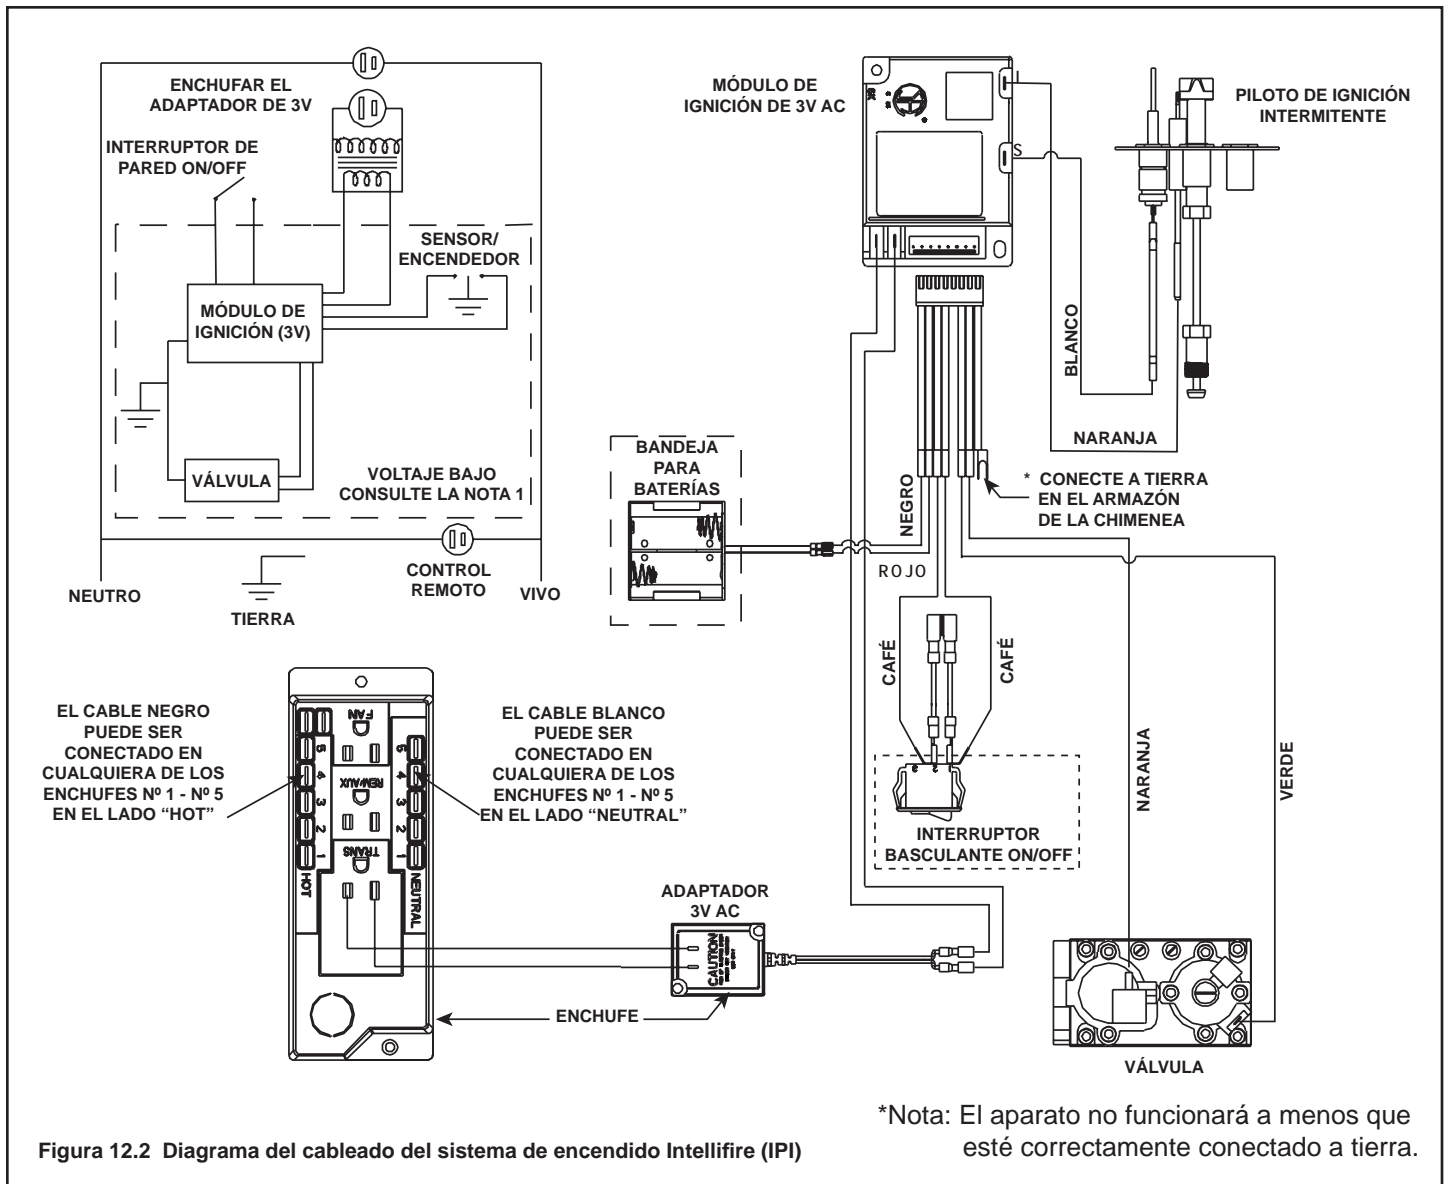 ENCHUFAR EL
ADAPTADOR DE 3V
INTERRUPTOR DE
PARED ON/OFF
SENSOR/
ENCENDEDOR
MÓDULO DE
IGNICIÓN (3V)
VÁLVULA
VOLTAJE BAJO
CONSULTE LA NOTA 1
NEUTRO
TIERRA
CONTROL
REMOTO
VIVO
MÓDULO DE
IGNICIÓN DE 3V AC
I
S
PILOTO DE IGNICIÓN
INTERMITENTE
BLANCO
NARANJA
BANDEJA
PARA
BATERÍAS
NEGRO
ROJO
* CONECTE A TIERRA
EN EL ARMAZÓN
DE LA CHIMENEA
CAFÉ
CAFÉ
NARANJA
VERDE
3 2 1
INTERRUPTOR
BASCULANTE ON/OFF
EL CABLE NEGRO
PUEDE SER
CONECTADO EN
CUALQUIERA DE LOS
ENCHUFES Nº 1 - Nº 5
EN EL LADO “HOT”
FAN
REM/AUX
TRANS
5
4
3
2
1
HOT
5
4
3
2
1
NEUTRAL
EL CABLE BLANCO
PUEDE SER
CONECTADO EN
CUALQUIERA DE LOS
ENCHUFES Nº 1 - Nº 5
EN EL LADO “NEUTRAL”
ADAPTADOR
3V AC
CAUTION
ENCHUFE
VÁLVULA
*Nota: El aparato no funcionará a menos que
esté correctamente conectado a tierra.
Figura 12.2 Diagrama del cableado del sistema de encendido Intellifire (IPI)